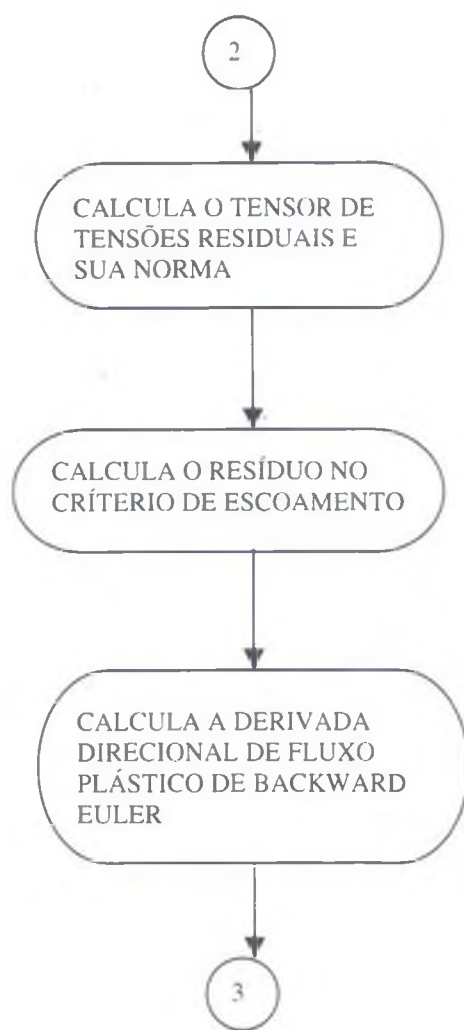 2
CALCULA O TENSOR DE
TENSÕES RESIDUAIS E
SUA NORMA
CALCULA O RESÍDUO NO
CRÍTERIO DE ESCOAMENTO
CALCULA A DERIVADA
DIRECIONAL DE FLUXO
PLÁSTICO DE BACKWARD
EULER
3